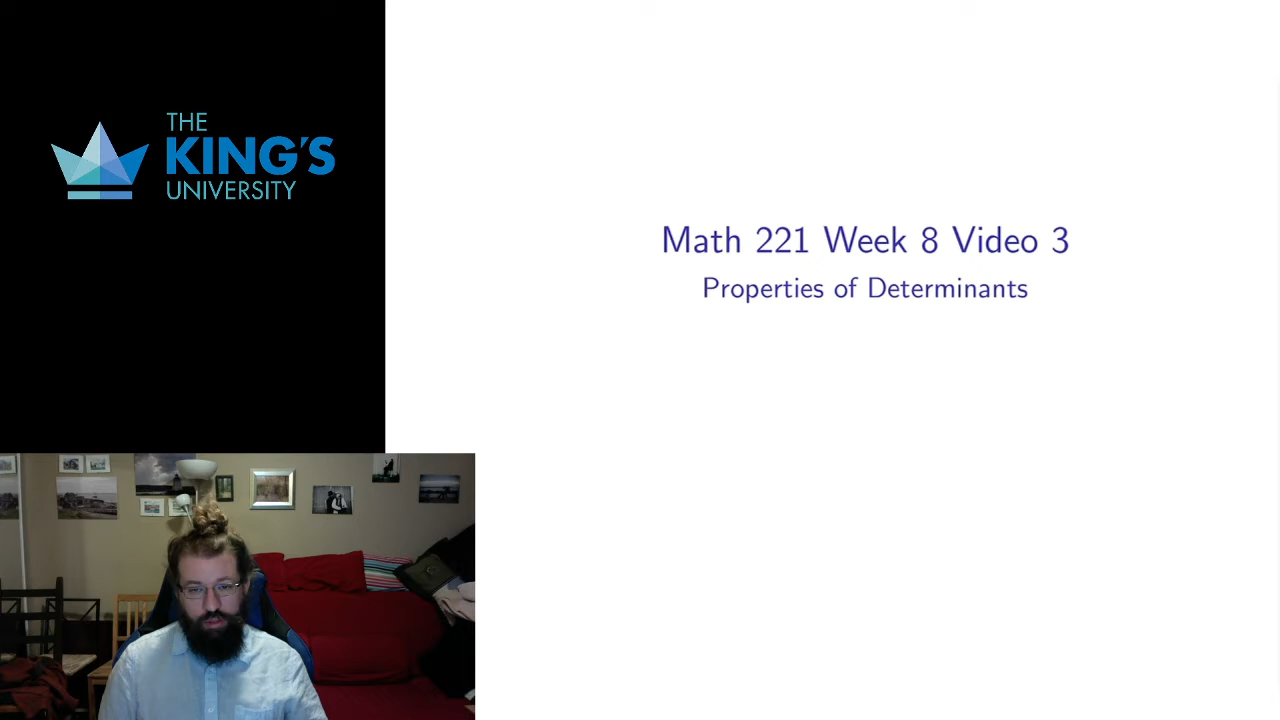 THE
KING'S
UNIVERSITY
Math 221 Week 8 Video 3
Properties of Determinants